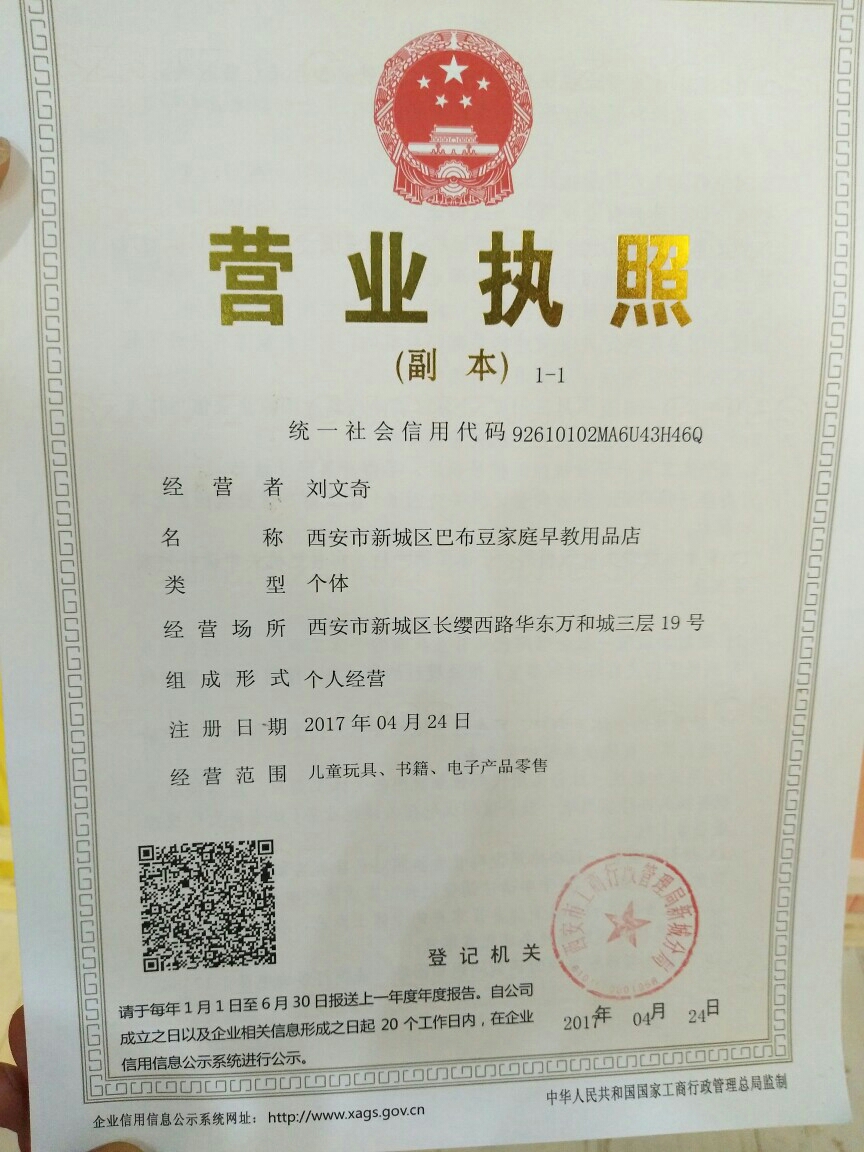 营业执照
(副本) 1-1
统一社会信用代码 92610102MA6U43H46Q
经营者 刘文奇
名称 西安市新城区巴布豆家庭早教用品店
类型 个体
经营场所 西安市新城区长缨西路华东万和城三层19号
组成形式 个人经营
注册日期 2017年04月24日
经营范围 儿童玩具、书籍、电子产品零售
西安市工商行政管理局新城分局
登记机关
请于每年1月1日至6月30日报送上一年度年度报告。自公司
成立之日以及企业相关信息形成之日起20个工作日内，在企业
信用信息公示系统进行公示。
2017年 04月 24日
企业信用信息公示系统网址： http://www.xags.gov.cn
中华人民共和国国家工商行政管理总局监制